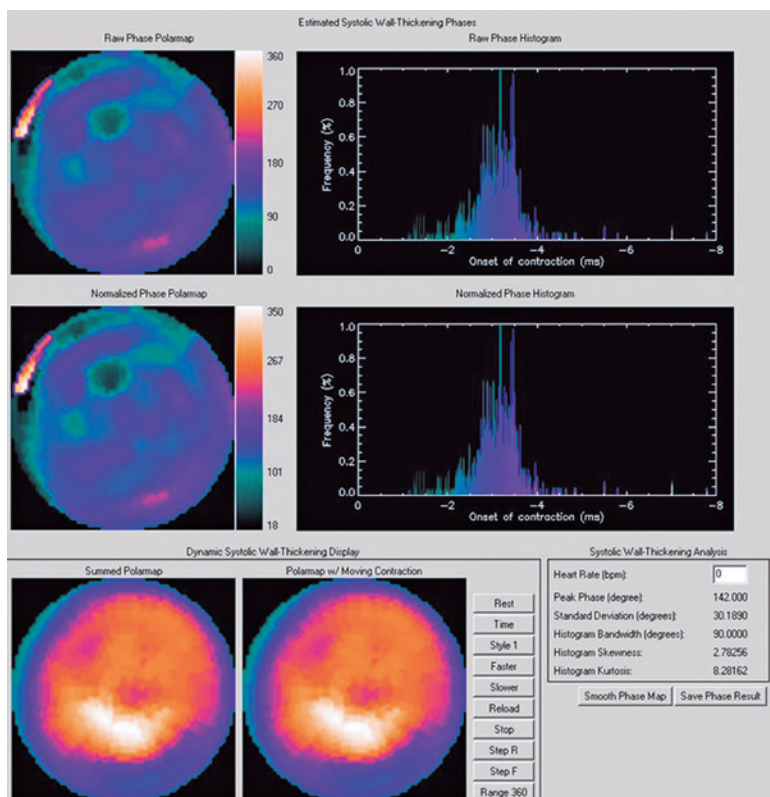 Estimated Systolic Wall-Thickening Phases
Raw Phase Polarmap
Raw Phase Histogram
360
270
180
90
0
1.0
0.8
0.6
0.4
0.2
0.0
Frequency (%)
0
−2
−4
−6
−8
Onset of contraction (ms)
Normalized Phase Polarmap
Normalized Phase Histogram
350
267
184
101
18
1.0
0.8
0.6
0.4
0.2
0.0
Frequency (%)
0
−2
−4
−6
−8
Onset of contraction (ms)
Dynamic Systolic Wall-Thickening Display
Summed Polarmap
Polarmap w/ Moving Contraction
Rest
Time
Style 1
Faster
Slower
Reload
Stop
Step R
Step F
Range 360
Systolic Wall-Thickening Analysis
Heart Rate (bpm): 0
Peak Phase (degree): 142.000
Standard Deviation (degrees): 30.1890
Histogram Bandwidth (degrees): 90.0000
Histogram Skewness: 2.78256
Histogram Kurtosis: 8.28162
Smooth Phase Map
Save Phase Result